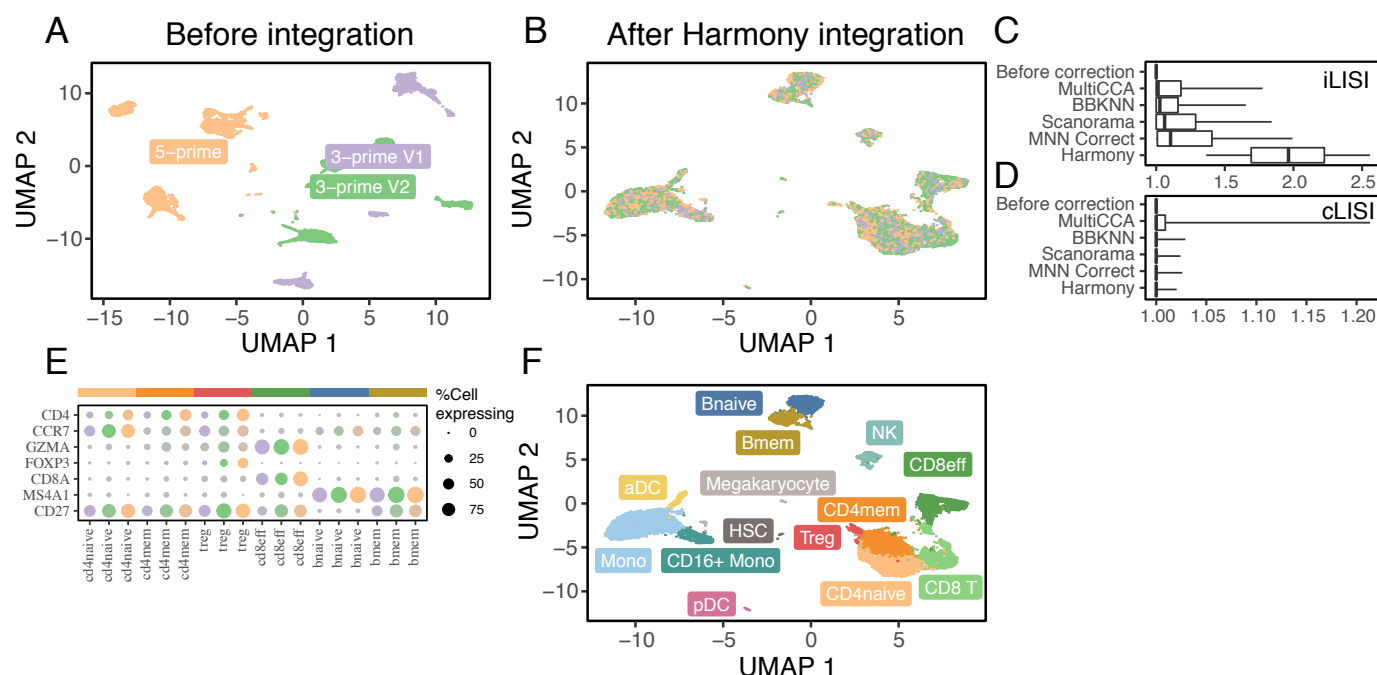 A
Before integration
UMAP 2
10
0
−10
5−prime
3−prime V1
3−prime V2
−15
−10
−5
0
5
10
UMAP 1
B
After Harmony integration
UMAP 2
10
5
0
−5
−10
−10
−5
0
5
UMAP 1
C
iLISI
Before correction
MultiCCA
BBKNN
Scanorama
MNN Correct
Harmony
1.0
1.5
2.0
2.5
D
cLISI
Before correction
MultiCCA
BBKNN
Scanorama
MNN Correct
Harmony
1.00
1.05
1.10
1.15
1.20
E
CD4
CCR7
GZMA
FOXP3
CD8A
MS4A1
CD27
cd4naive
cd4naive
cd4naive
cd4mem
cd4mem
cd4mem
treg
treg
treg
cd8eff
cd8eff
cd8eff
bnaive
bnaive
bnaive
bmem
bmem
bmem
%Cell
expressing
0
25
50
75
F
UMAP 2
10
5
0
−5
−10
Bnaive
Bmem
NK
CD8eff
aDC
Megakaryocyte
CD4mem
HSC
Treg
Mono
CD16+ Mono
CD4naive
CD8 T
pDC
−10
−5
0
5
UMAP 1